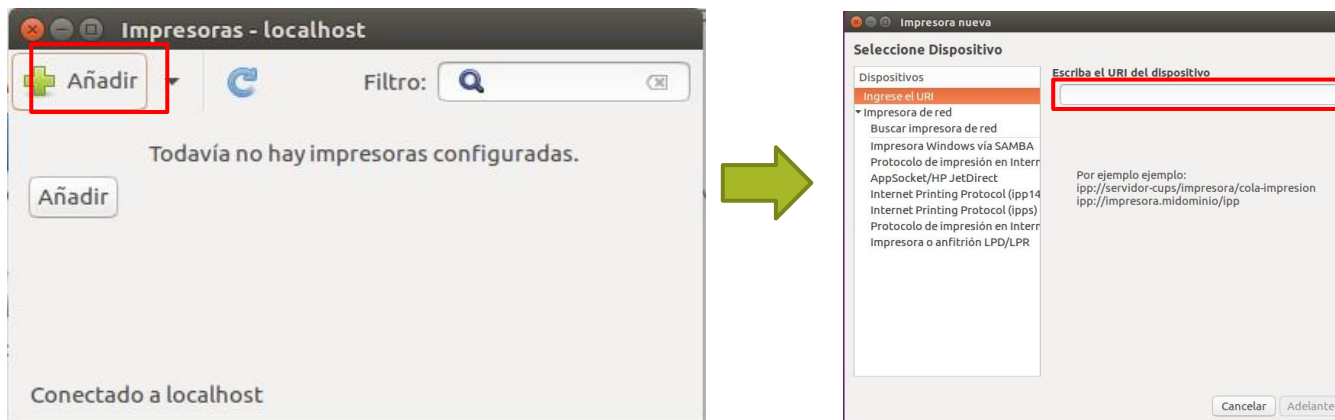 Impresoras - localhost
Añadir
Filtro:
Todavía no hay impresoras configuradas.
Añadir
Conectado a localhost
Impresora nueva
Seleccione Dispositivo
Dispositivos
Ingrese el URI
Impresora de red
Buscar impresora de red
Impresora Windows vía SAMBA
Protocolo de impresión en Intern
AppSocket/HP JetDirect
Internet Printing Protocol (ipp14
Internet Printing Protocol (ipps)
Protocolo de impresión en Intern
Impresora o anfitrión LPD/LPR
Escriba el URI del dispositivo
Por ejemplo ejemplo:
ipp://servidor-cups/impresora/cola-impresion
ipp://impresora.midominio/ipp
Cancelar
Adelante